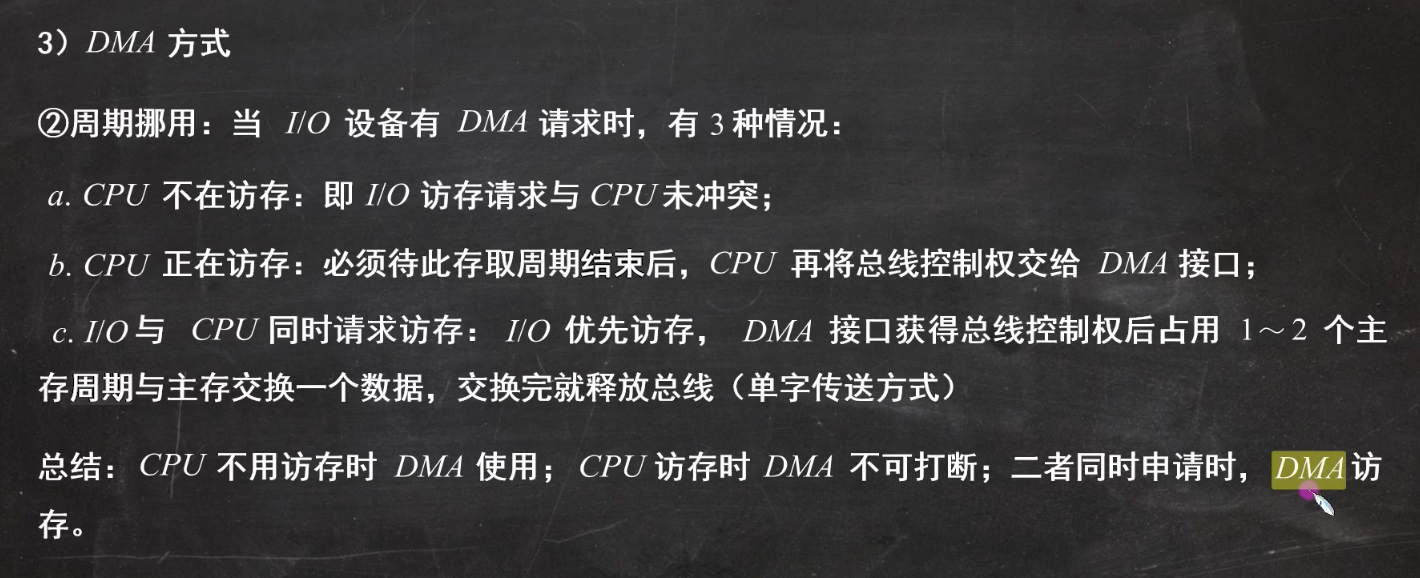 3）DMA 方式
②周期挪用：当 I/O 设备有 DMA 请求时，有 3 种情况：
a. CPU 不在访存：即 I/O 访存请求与 CPU 未冲突；
b. CPU 正在访存：必须待此存取周期结束后，CPU 再将总线控制权交给 DMA 接口；
c. I/O 与 CPU 同时请求访存： I/O 优先访存， DMA 接口获得总线控制权后占用 1～2 个主
存周期与主存交换一个数据，交换完就释放总线（单字传送方式）
总结：CPU 不用访存时 DMA 使用；CPU 访存时 DMA 不可打断；二者同时申请时，DMA 访
存。